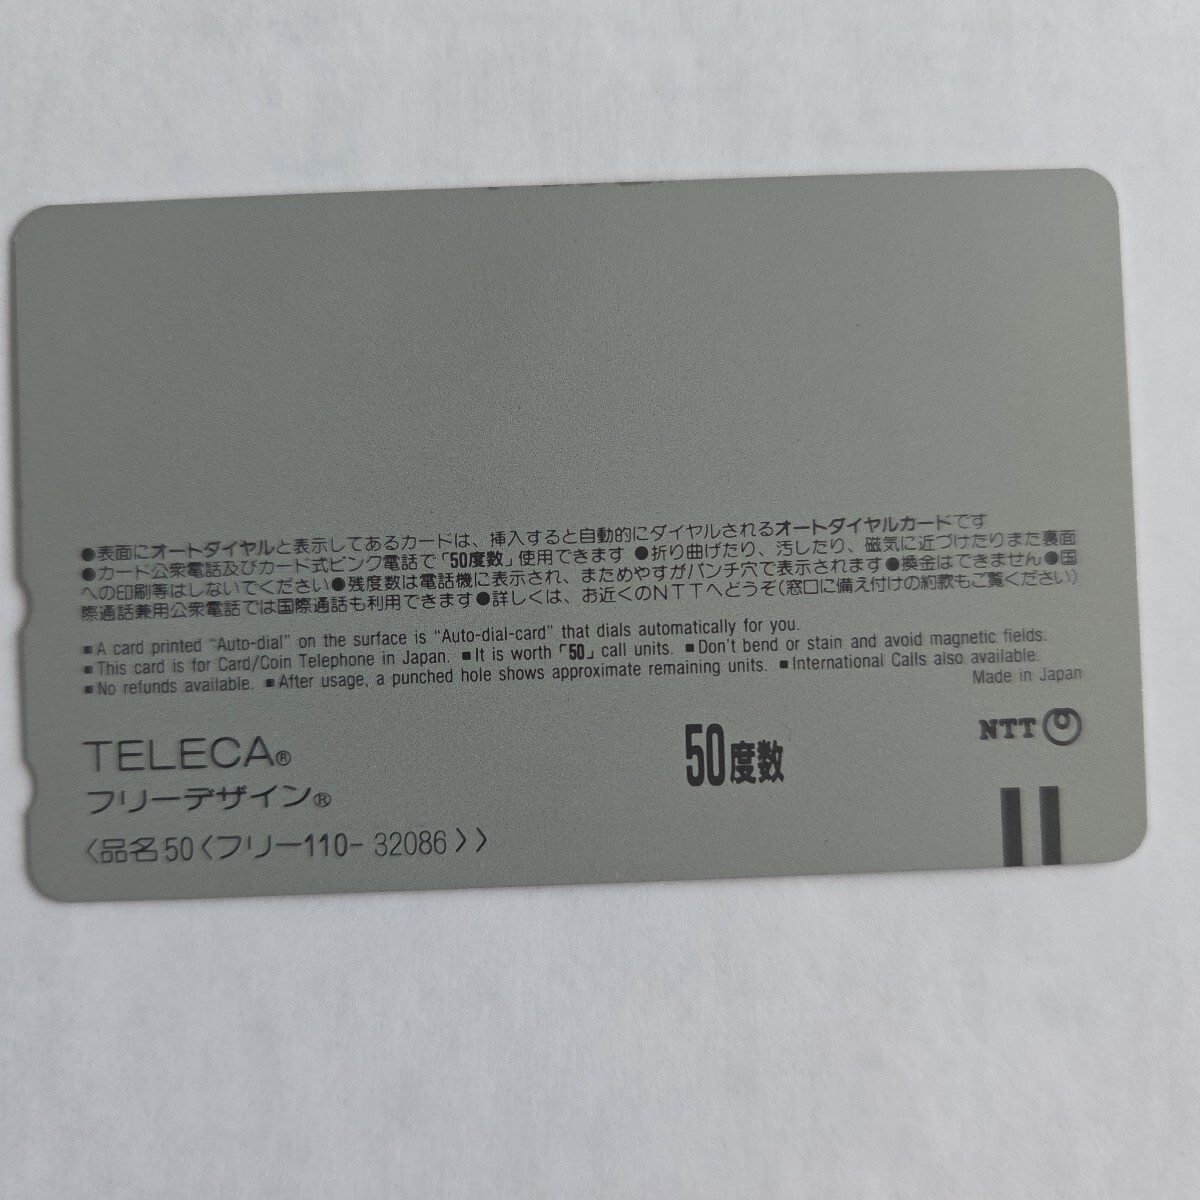 ●表面にオートダイヤルと表示してあるカードは、挿入すると自動的にダイヤルされるオートダイヤルカードです
●カード公衆電話及びカード式ピンク電話で「50度数」使用できます ●折り曲げたり、汚したり、磁気に近づけたりまた裏面
への印刷等はしないでください●残度数は電話機に表示され、まためやすがパンチ穴で表示されます●換金はできません●国
際通話兼用公衆電話では国際通話も利用できます●詳しくは、お近くのNTTへどうぞ(窓口に備え付けの約款もご覧ください)
■A card printed "Auto-dial" on the surface is "Auto-dial-card" that dials automatically for you.
■This card is for Card/Coin Telephone in Japan. ■It is worth「50」call units. ■Don't bend or stain and avoid magnetic fields.
■No refunds available. ■After usage, a punched hole shows approximate remaining units. ■International Calls also available.
Made in Japan
TELECA®
フリーデザイン®
50度数
NTT
〈品名50〈フリー110-32086〉〉